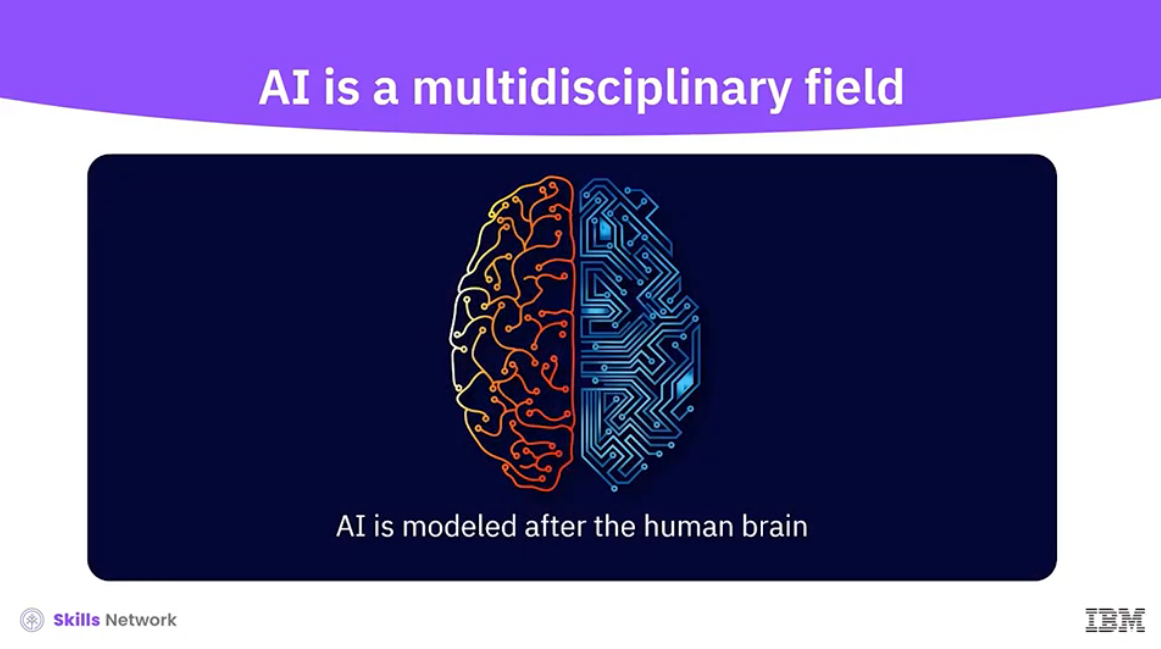 AI is a multidisciplinary field
AI is modeled after the human brain
Skills Network
IBM